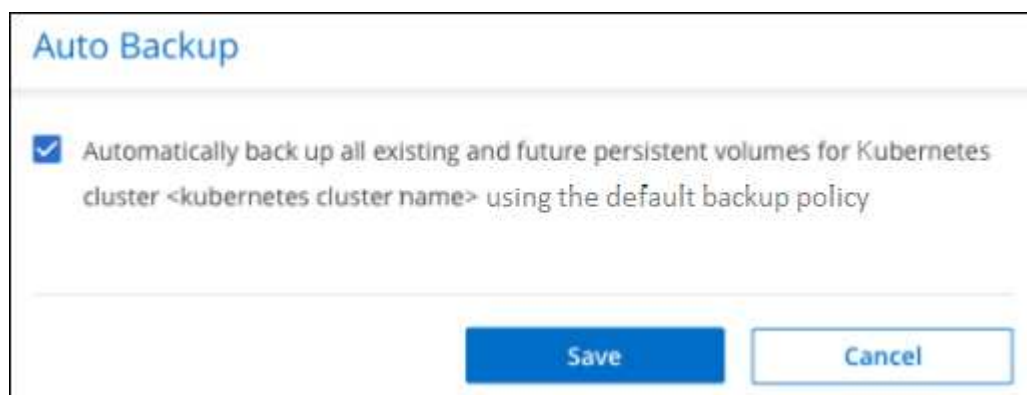 Auto Backup
Automatically back up all existing and future persistent volumes for Kubernetes
cluster <kubernetes cluster name> using the default backup policy
Save
Cancel